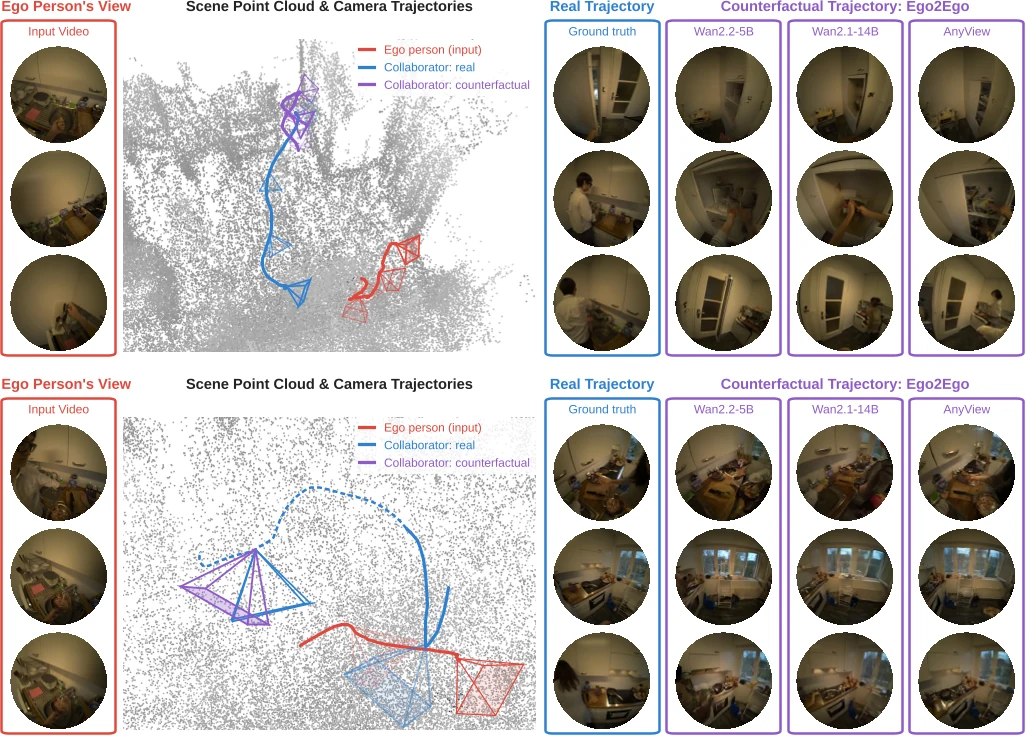 Ego Person's View
Scene Point Cloud & Camera Trajectories
Real Trajectory
Counterfactual Trajectory: Ego2Ego
Input Video
Ego person (input)
Collaborator: real
Collaborator: counterfactual
Ground truth
Wan2.2-5B
Wan2.1-14B
AnyView
Ego Person's View
Scene Point Cloud & Camera Trajectories
Real Trajectory
Counterfactual Trajectory: Ego2Ego
Input Video
Ego person (input)
Collaborator: real
Collaborator: counterfactual
Ground truth
Wan2.2-5B
Wan2.1-14B
AnyView